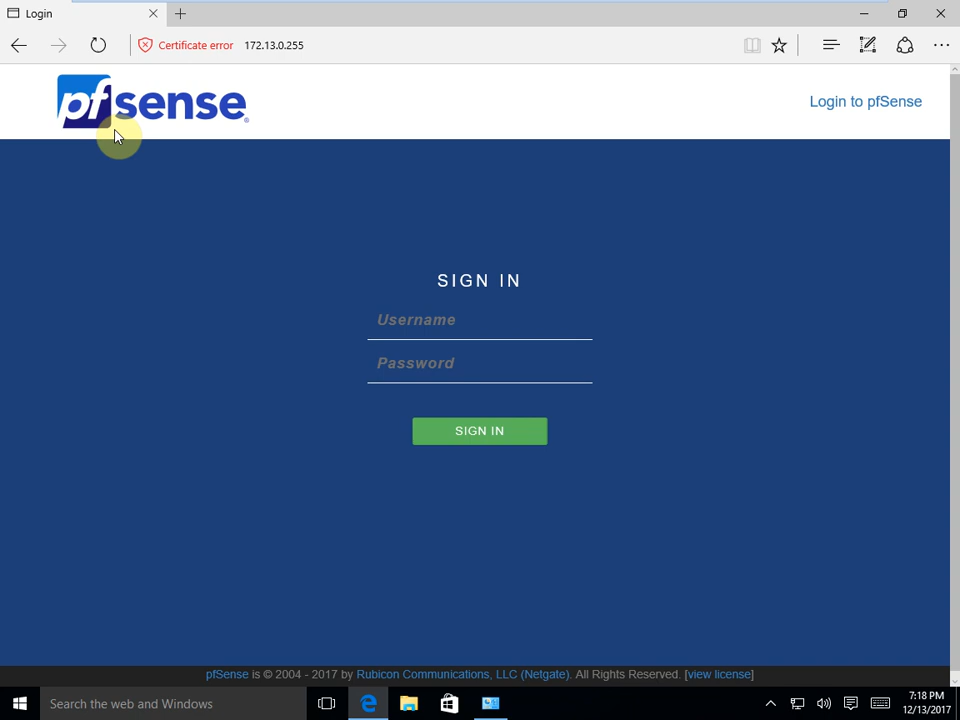 Login
Certificate error 172.13.0.255
pfsense®
Login to pfSense
SIGN IN
Username
Password
SIGN IN
pfSense is © 2004 - 2017 by Rubicon Communications, LLC (Netgate). All Rights Reserved. [view license]
Search the web and Windows
7:18 PM
12/13/2017